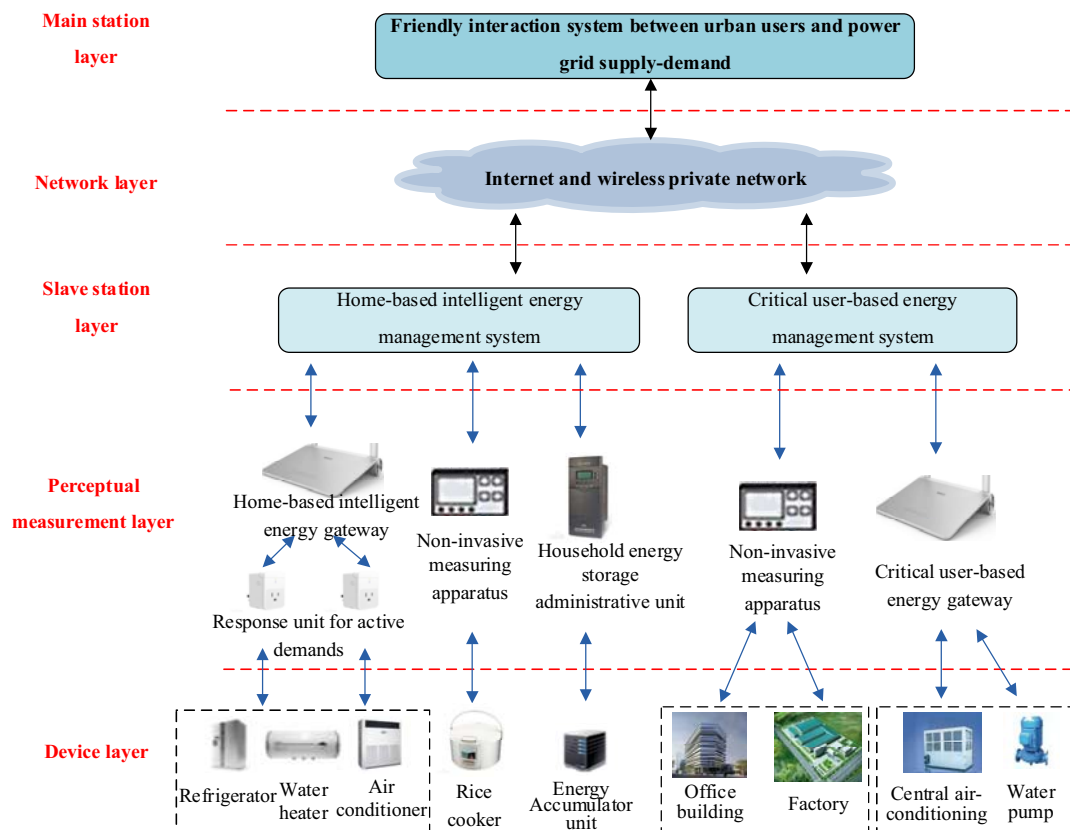 Main station
layer
Friendly interaction system between urban users and power
grid supply-demand
Network layer
Internet and wireless private network
Slave station
layer
Home-based intelligent energy
management system
Critical user-based energy
management system
Perceptual
measurement layer
Home-based intelligent
energy gateway
Response unit for active
demands
Non-invasive
measuring
apparatus
Household energy
storage
administrative unit
Non-invasive
measuring
apparatus
Critical user-based
energy gateway
Device layer
Refrigerator
Water
heater
Air
conditioner
Rice
cooker
Energy
Accumulator
unit
Office
building
Factory
Central air-
conditioning
Water
pump